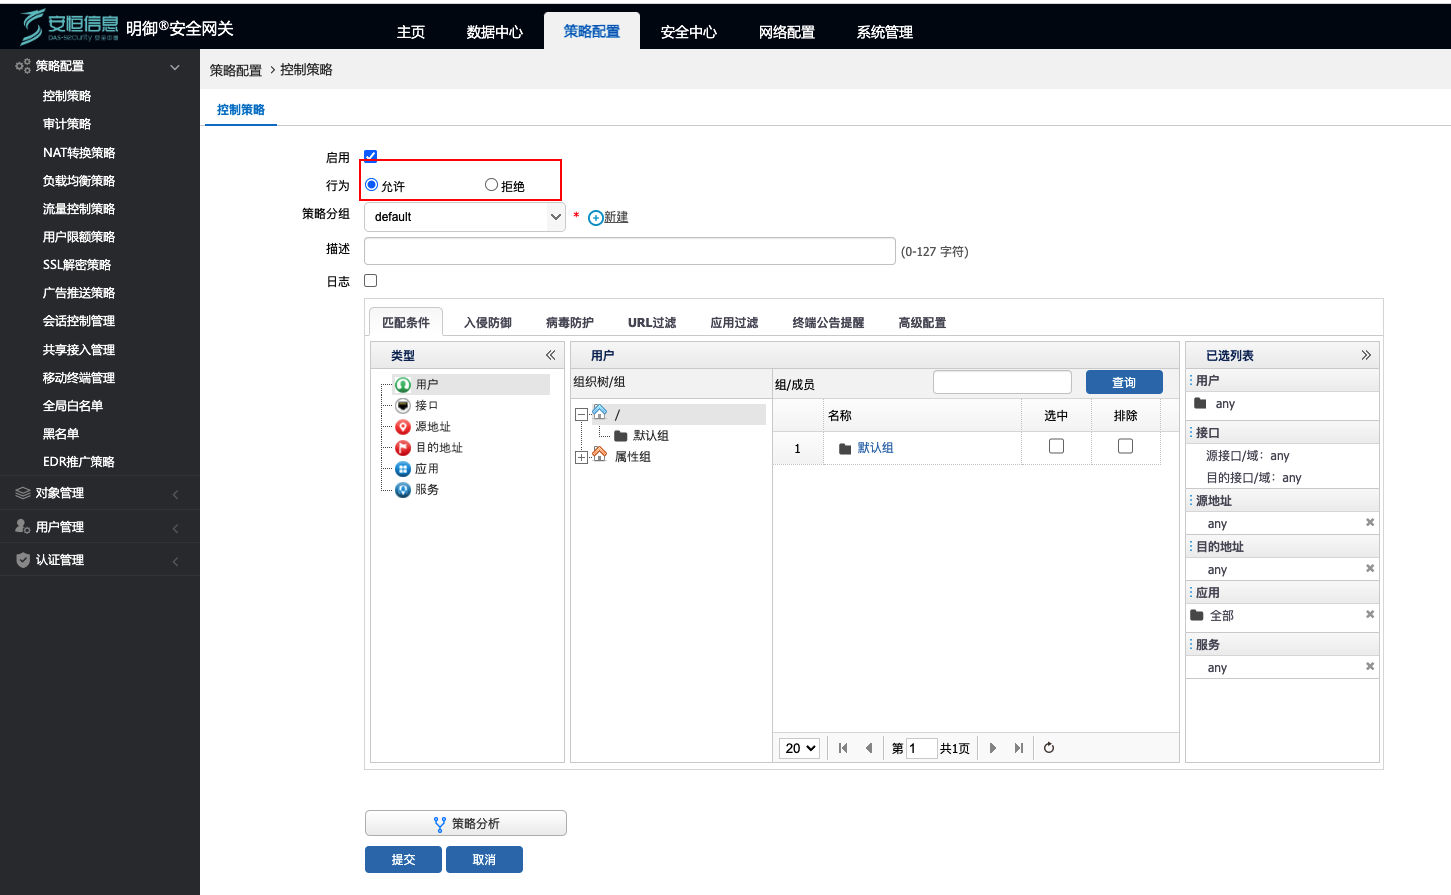 安恒信息
DAS-Security 安全中国
明御®安全网关
主页 数据中心 策略配置 安全中心 网络配置 系统管理
策略配置
控制策略
审计策略
NAT转换策略
负载均衡策略
流量控制策略
用户限额策略
SSL解密策略
广告推送策略
会话控制管理
共享接入管理
移动终端管理
全局白名单
黑名单
EDR推广策略
对象管理
用户管理
认证管理
策略配置 > 控制策略
控制策略
启用
行为 允许 拒绝
策略分组 default * 新建
描述 (0-127 字符)
日志
匹配条件 入侵防御 病毒防护 URL过滤 应用过滤 终端公告提醒 高级配置
类型
用户
接口
源地址
目的地址
应用
服务
用户
组织树/组
/
默认组
属性组
组/成员 查询
名称 选中 排除
1 默认组
20 第 1 共1页
已选列表
用户
any
接口
源接口/域：any
目的接口/域：any
源地址
any
目的地址
any
应用
全部
服务
any
策略分析
提交 取消